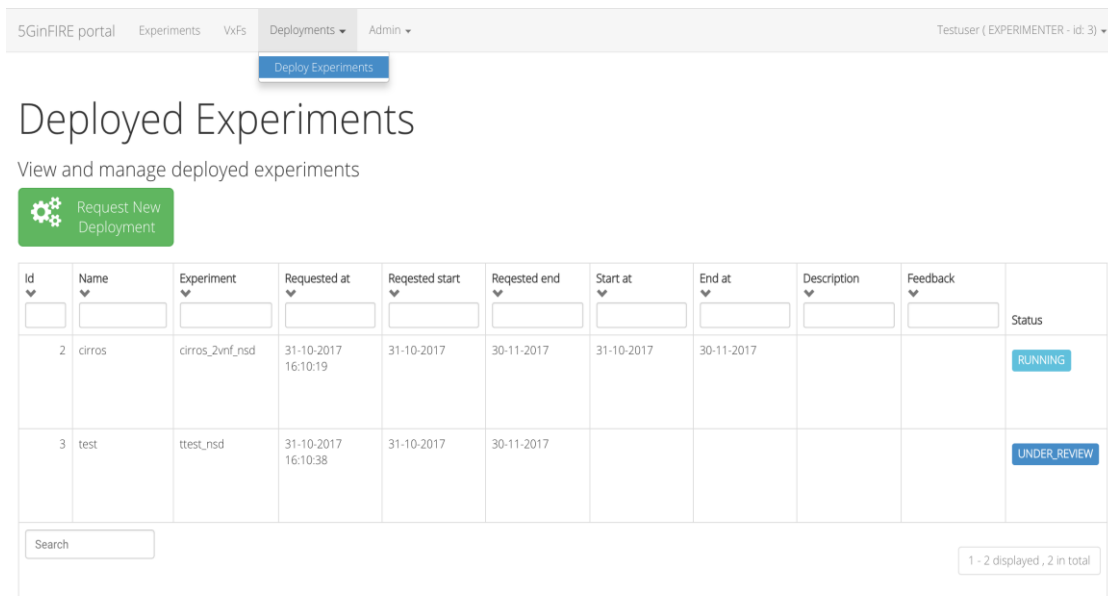 5GinFIRE portal Experiments VxFs Deployments Admin Testuser ( EXPERIMENTER - id: 3)
Deploy Experiments
Deployed Experiments
View and manage deployed experiments
Request New
Deployment
Id Name Experiment Requested at Reqested start Reqested end Start at End at Description Feedback
Status
2 cirros cirros_2vnf_nsd 31-10-2017 31-10-2017 30-11-2017 31-10-2017 30-11-2017
16:10:19
RUNNING
3 test ttest_nsd 31-10-2017 31-10-2017 30-11-2017
16:10:38
UNDER_REVIEW
Search
1 - 2 displayed , 2 in total